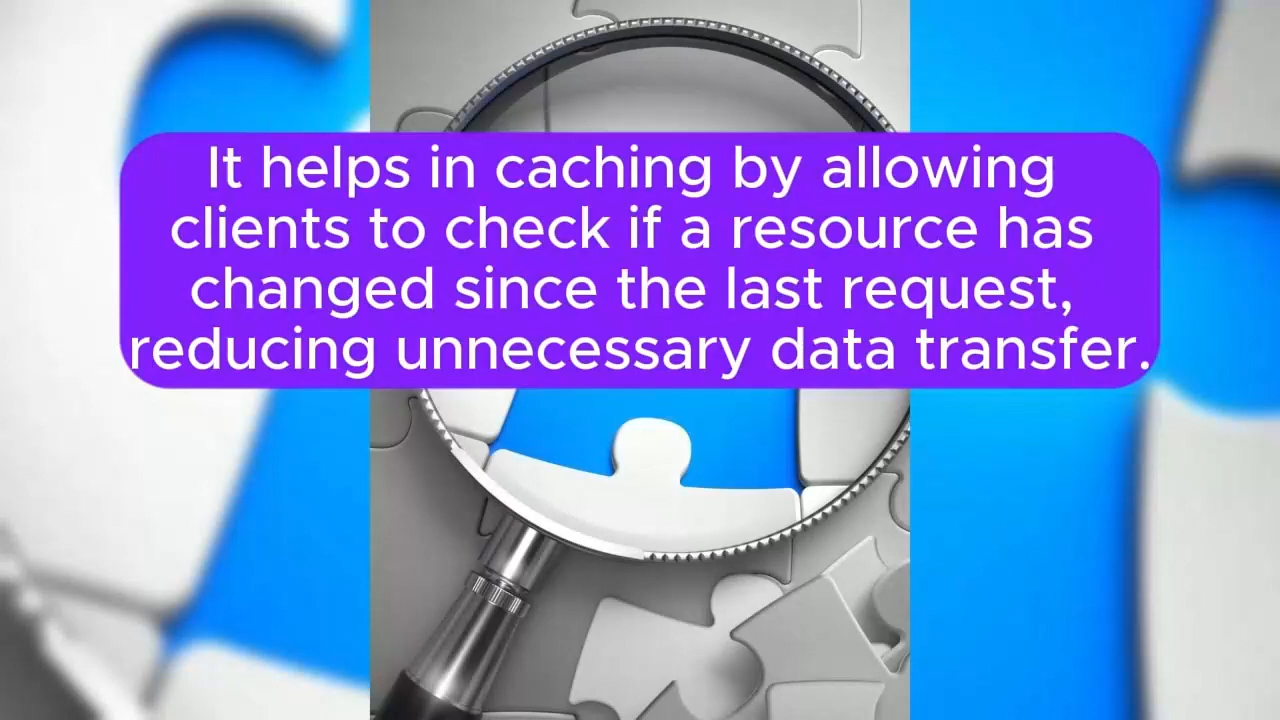 It helps in caching by allowing
clients to check if a resource has
changed since the last request,
reducing unnecessary data transfer.